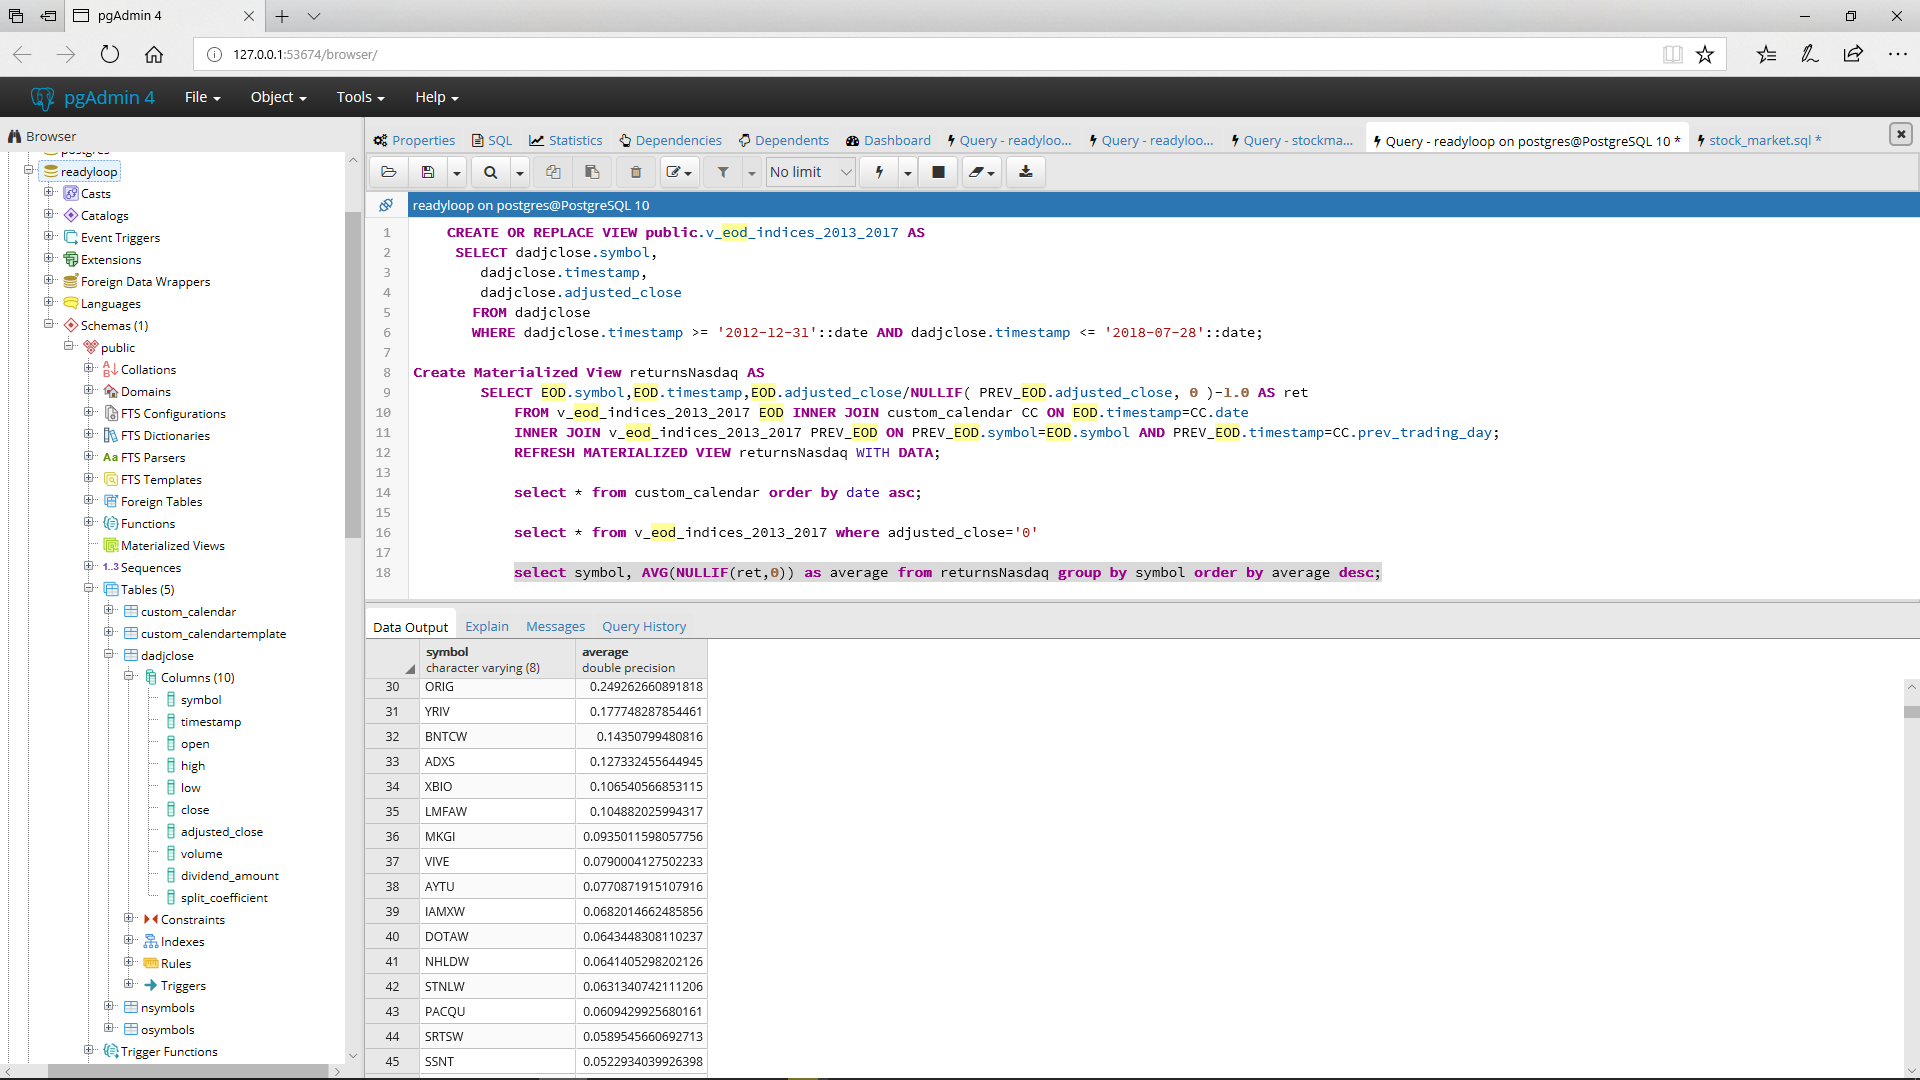 pgAdmin 4
127.0.0.1:53674/browser/
pgAdmin 4 File Object Tools Help
Browser
Properties SQL Statistics Dependencies Dependents Dashboard Query - readyloo... Query - readyloo... Query - stockma... Query - readyloop on postgres@PostgreSQL 10 * stock_market.sql *
No limit
readyloop on postgres@PostgreSQL 10
postgres
readyloop
Casts
Catalogs
Event Triggers
Extensions
Foreign Data Wrappers
Languages
Schemas (1)
public
Collations
Domains
FTS Configurations
FTS Dictionaries
Aa FTS Parsers
FTS Templates
Foreign Tables
Functions
Materialized Views
1..3 Sequences
Tables (5)
custom_calendar
custom_calendartemplate
dadjclose
Columns (10)
symbol
timestamp
open
high
low
close
adjusted_close
volume
dividend_amount
split_coefficient
Constraints
Indexes
Rules
Triggers
nsymbols
osymbols
Trigger Functions
1 CREATE OR REPLACE VIEW public.v_eod_indices_2013_2017 AS
2 SELECT dadjclose.symbol,
3 dadjclose.timestamp,
4 dadjclose.adjusted_close
5 FROM dadjclose
6 WHERE dadjclose.timestamp >= '2012-12-31'::date AND dadjclose.timestamp <= '2018-07-28'::date;
7
8 Create Materialized View returnsNasdaq AS
9 SELECT EOD.symbol,EOD.timestamp,EOD.adjusted_close/NULLIF( PREV_EOD.adjusted_close, 0 )-1.0 AS ret
10 FROM v_eod_indices_2013_2017 EOD INNER JOIN custom_calendar CC ON EOD.timestamp=CC.date
11 INNER JOIN v_eod_indices_2013_2017 PREV_EOD ON PREV_EOD.symbol=EOD.symbol AND PREV_EOD.timestamp=CC.prev_trading_day;
12 REFRESH MATERIALIZED VIEW returnsNasdaq WITH DATA;
13
14 select * from custom_calendar order by date asc;
15
16 select * from v_eod_indices_2013_2017 where adjusted_close='0'
17
18 select symbol, AVG(NULLIF(ret,0)) as average from returnsNasdaq group by symbol order by average desc;
Data Output Explain Messages Query History
symbol average
character varying (8) double precision
30 ORIG 0.249262660891818
31 YRIV 0.177748287854461
32 BNTCW 0.14350799480816
33 ADXS 0.127332455644945
34 XBIO 0.106540566853115
35 LMFAW 0.104882025994317
36 MKGI 0.0935011598057756
37 VIVE 0.0790004127502233
38 AYTU 0.0770871915107916
39 IAMXW 0.0682014662485856
40 DOTAW 0.0643448308110237
41 NHLDW 0.0641405298202126
42 STNLW 0.0631340742111206
43 PACQU 0.0609429925680161
44 SRTSW 0.0589545660692713
45 SSNT 0.0522934039926398